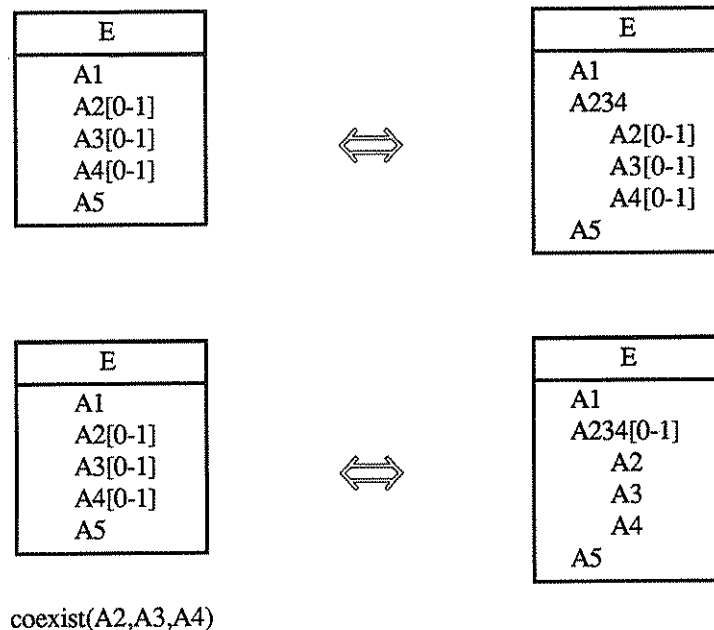 E
A1
A2[0-1]
A3[0-1]
A4[0-1]
A5
E
A1
A234
A2[0-1]
A3[0-1]
A4[0-1]
A5
E
A1
A2[0-1]
A3[0-1]
A4[0-1]
A5
E
A1
A234[0-1]
A2
A3
A4
A5
coexist(A2,A3,A4)